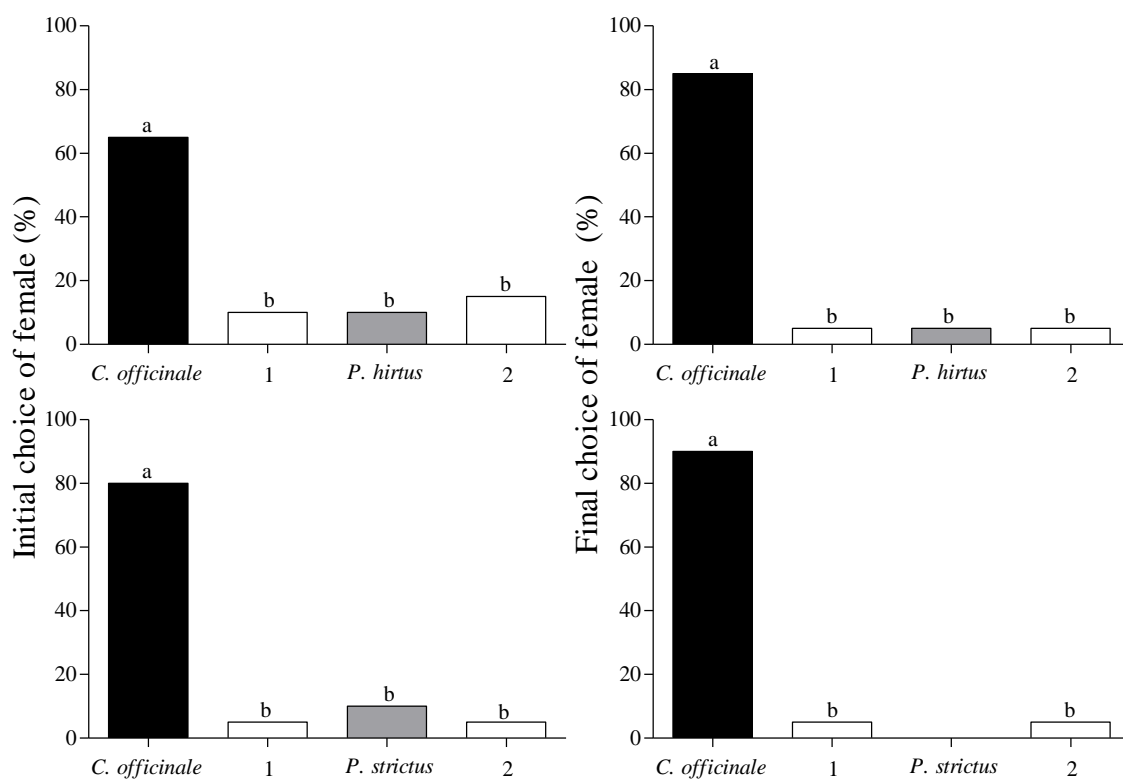 Initial choice of female (%)
100
80
60
40
20
0
a
b
b
b
C. officinale
1
P. hirtus
2
Final choice of female (%)
100
80
60
40
20
0
a
b
b
b
C. officinale
1
P. hirtus
2
100
80
60
40
20
0
a
b
b
b
C. officinale
1
P. strictus
2
100
80
60
40
20
0
a
b
b
C. officinale
1
P. strictus
2